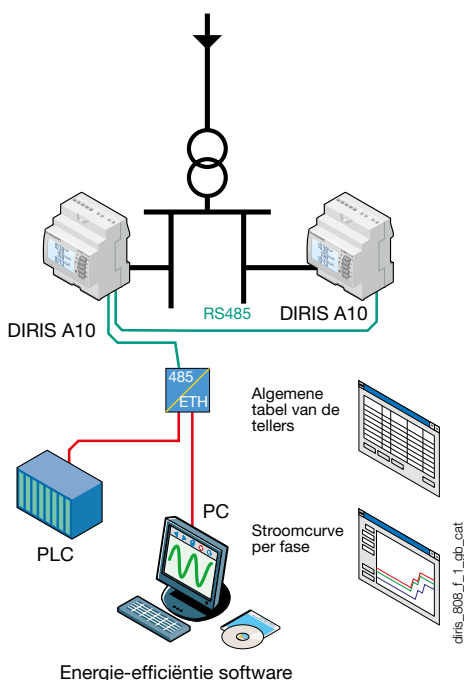 RS485
DIRIS A10
DIRIS A10
485
ETH
Algemene
tabel van de
tellers
PC
PLC
Stroomcurve
per fase
Energie-efficiëntie software
diris_808_f_1_gb_cat